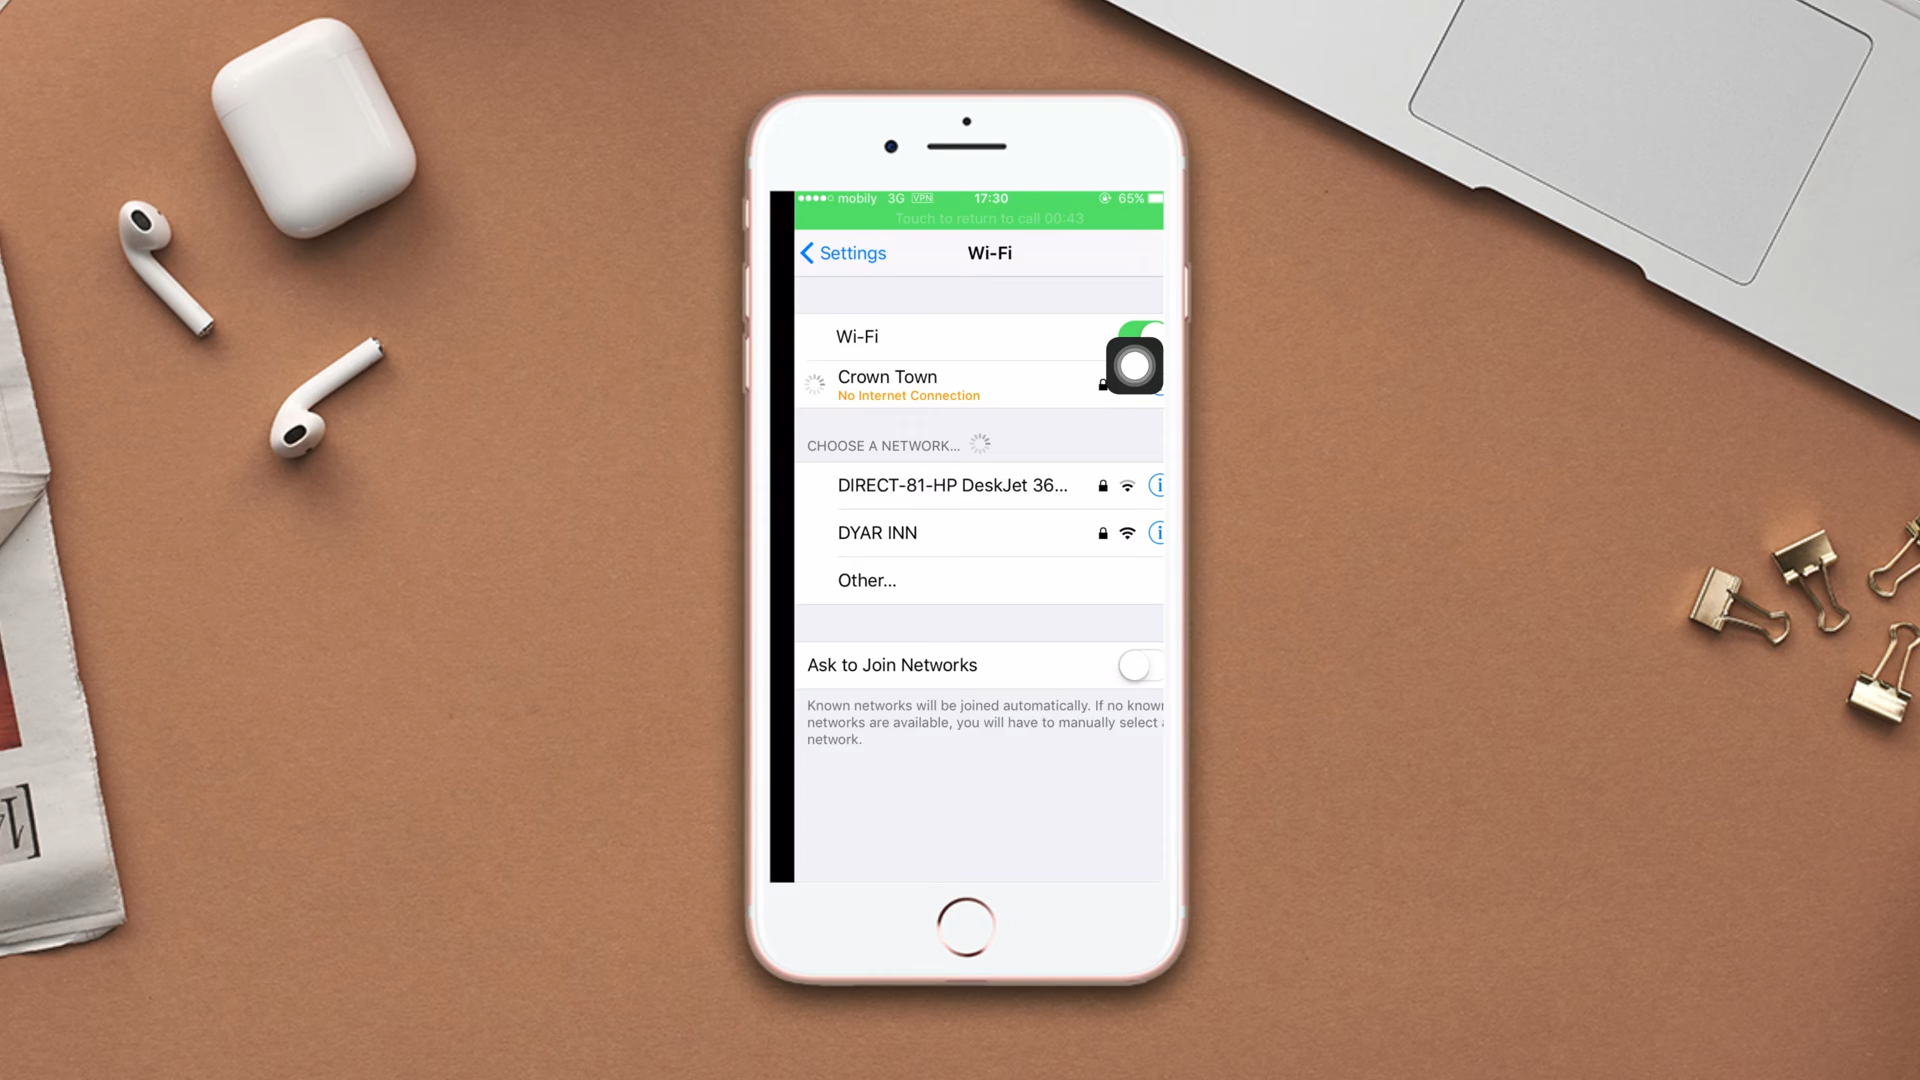 mobily 3G VPN 17:30 65%
Touch to return to call 00:43
Settings Wi-Fi
Wi-Fi
Crown Town
No Internet Connection
CHOOSE A NETWORK...
DIRECT-81-HP DeskJet 36...
DYAR INN
Other...
Ask to Join Networks
Known networks will be joined automatically. If no known
networks are available, you will have to manually select
network.